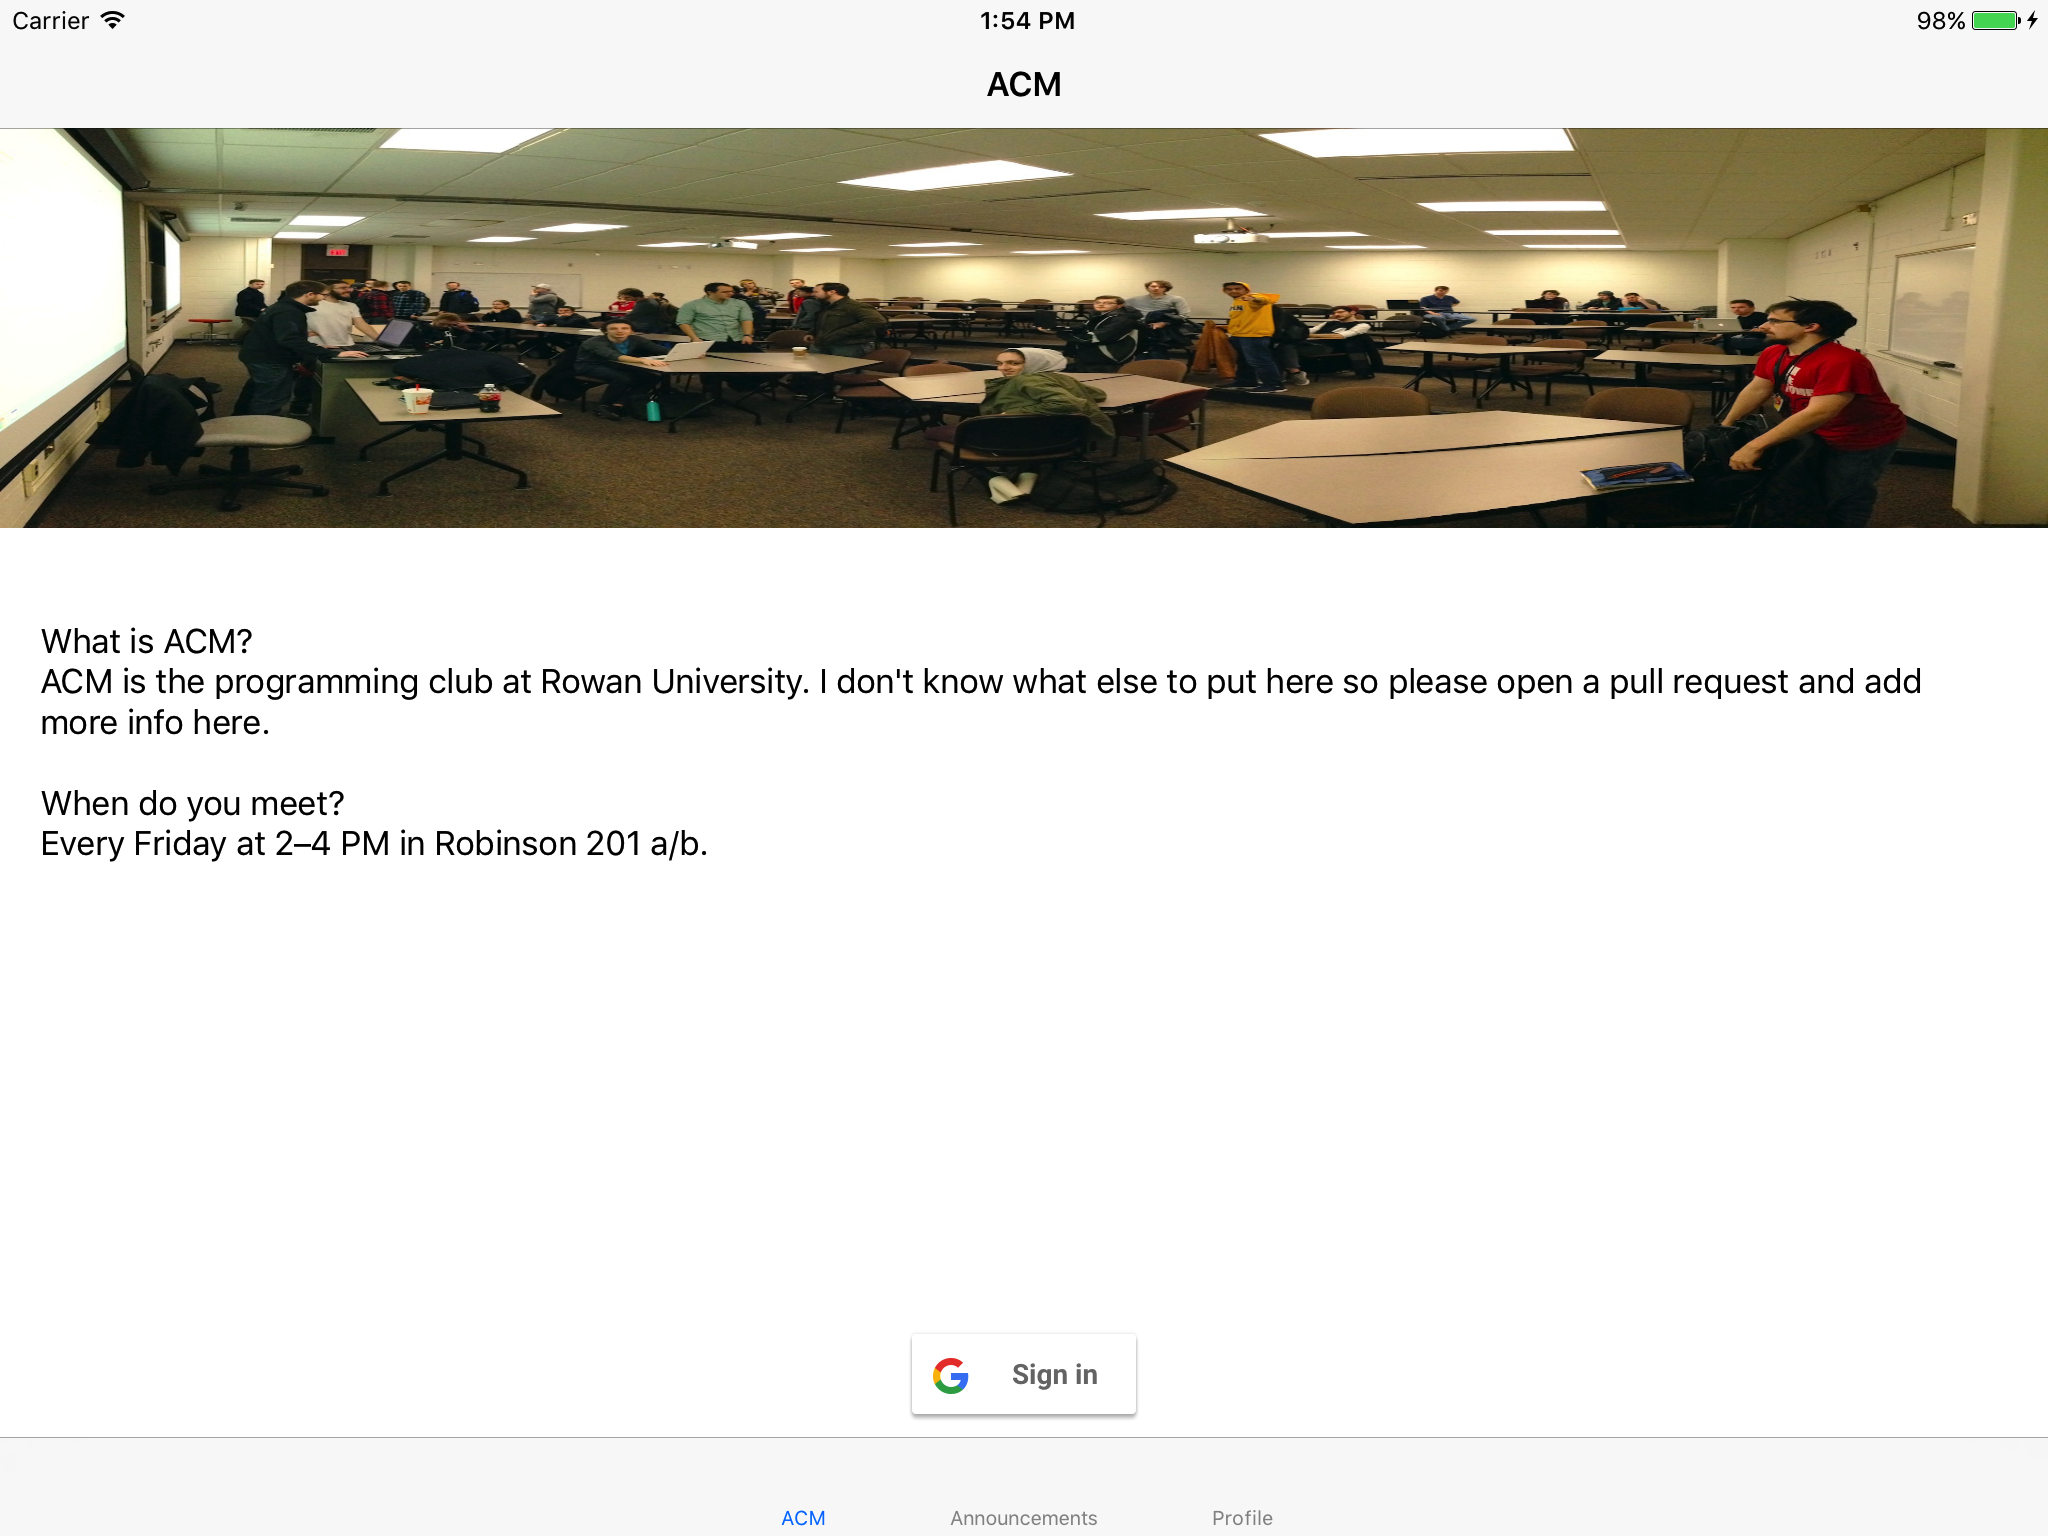 Carrier 1:54 PM 98%
ACM
What is ACM?
ACM is the programming club at Rowan University. I don't know what else to put here so please open a pull request and add
more info here.
When do you meet?
Every Friday at 2–4 PM in Robinson 201 a/b.
Sign in
ACM Announcements Profile